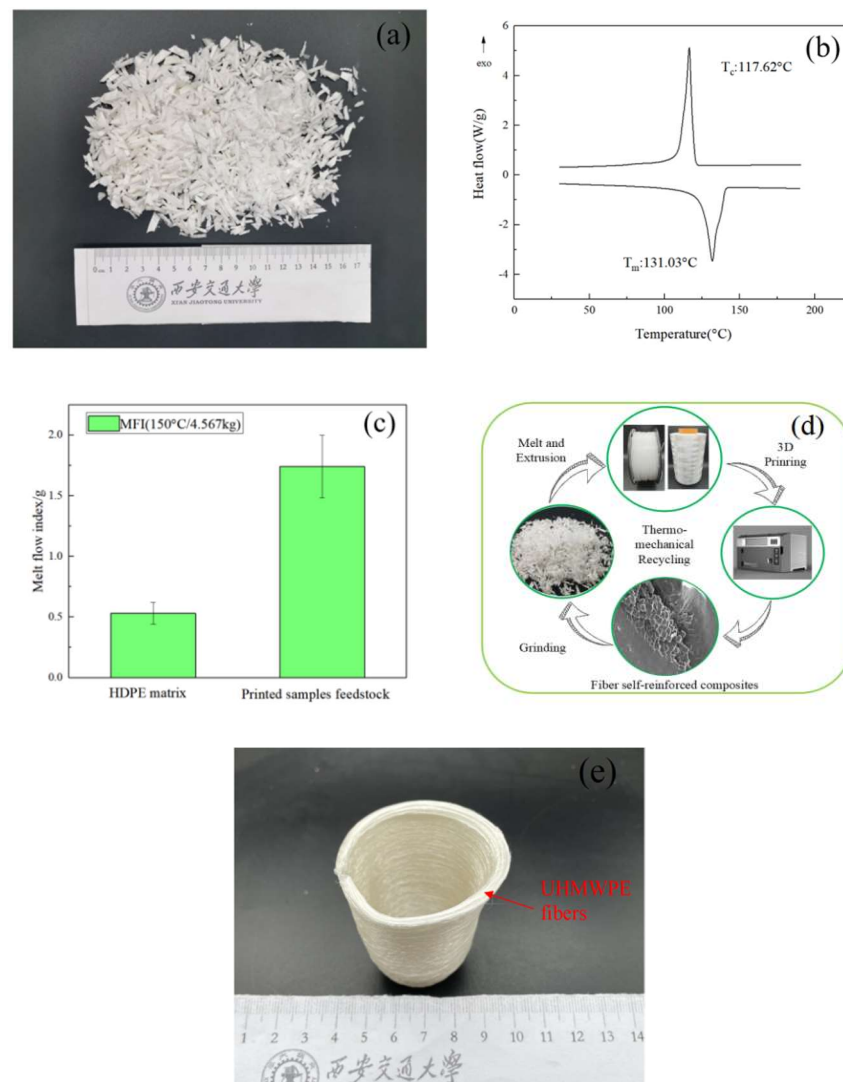 (a)
0 cm 1 2 3 4 5 6 7 8 9 10 11 12 13 14 15 16 17
西安交通大學
XIAN JIAOTONG UNIVERSITY
(b)
exo
6
4
2
0
-2
-4
Heat flow(W/g)
T_c:117.62°C
T_m:131.03°C
0 50 100 150 200
Temperature(°C)
(c)
MFI(150°C/4.567kg)
2.0
1.5
1.0
0.5
0.0
Melt flow index/g
HDPE matrix Printed samples feedstock
(d)
Melt and
Extrusion
3D
Prinring
Thermo-
mechanical
Recycling
Grinding
Fiber self-reinforced composites
(e)
UHMWPE
fibers
1 2 3 4 5 6 7 8 9 10 11 12 13 14
西安交通大學